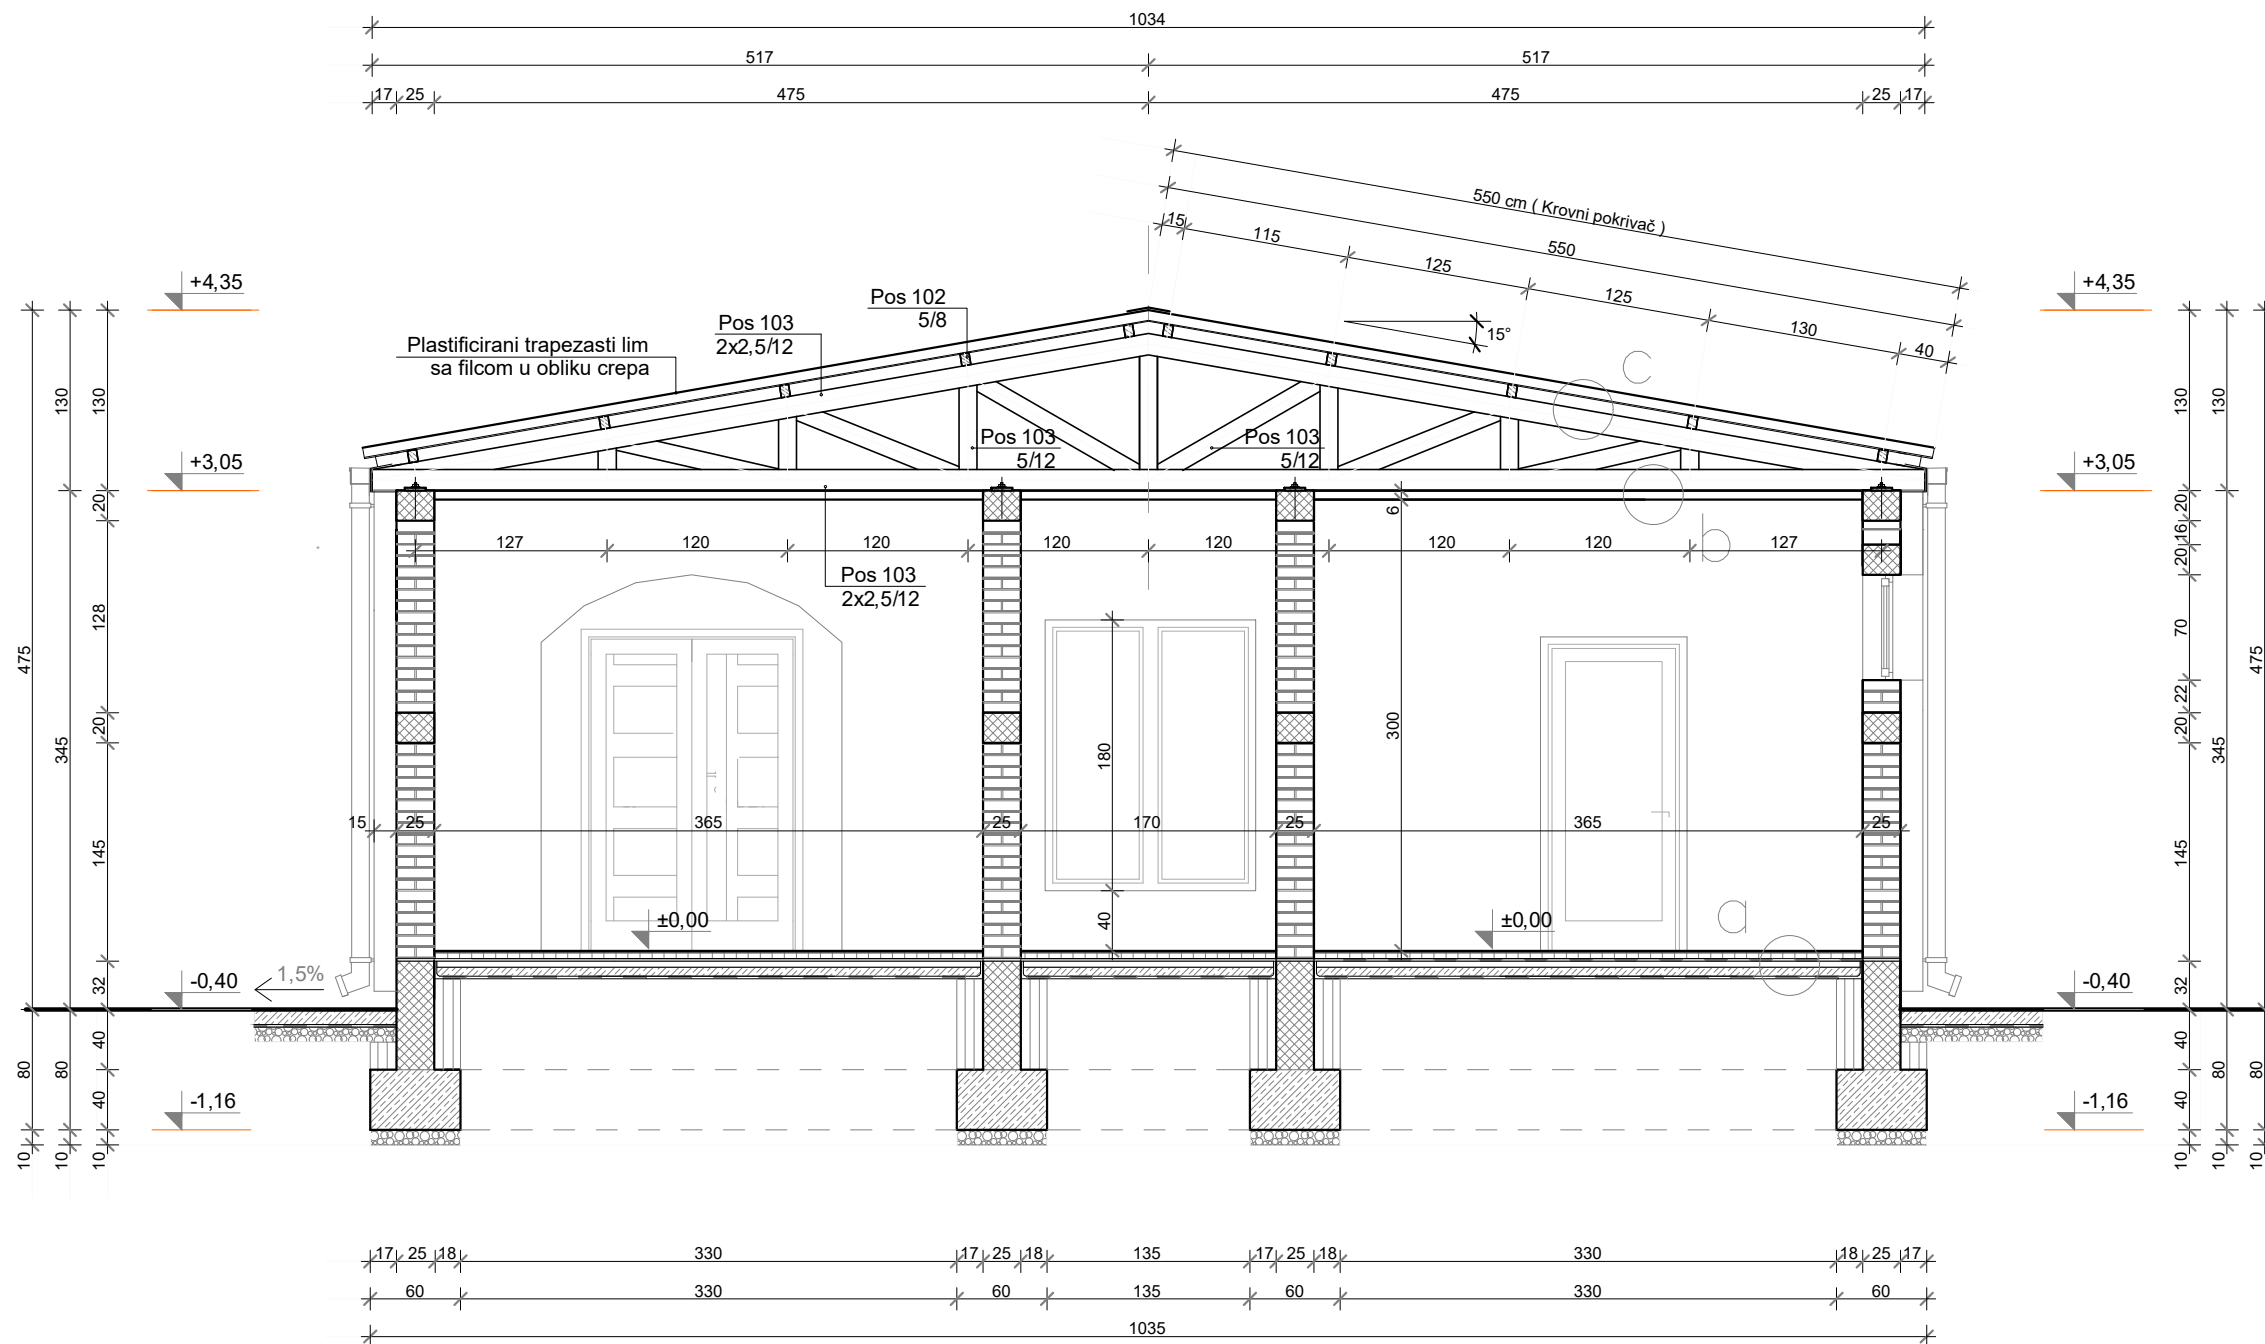 1034
517 517
17 25 475 475 25 17
550 cm ( Krovni pokrivač )
550
15 115 125 125 130 40
+4,35 +4,35
Pos 102
5/8
Pos 103
2x2,5/12
15°
Plastificirani trapezasti lim
sa filcom u obliku crepa
c
130 130 130 130
Pos 103
5/12
Pos 103
5/12
+3,05 +3,05
20 6 20
16
20
b
127 120 120 120 120 120 120 127
Pos 103
2x2,5/12
128 70
475 345 345 475
22
20 20
180 300
15 25 365 25 170 25 365 25
145 145
a
±0,00 40 ±0,00
-0,40 1,5% -0,40
32 32
40 40
80 80 80 80
-1,16 -1,16
40 40
10 10 10 10 10 10
17 25 18 330 17 25 18 135 17 25 18 330 18 25 17
60 330 60 135 60 330 60
1035